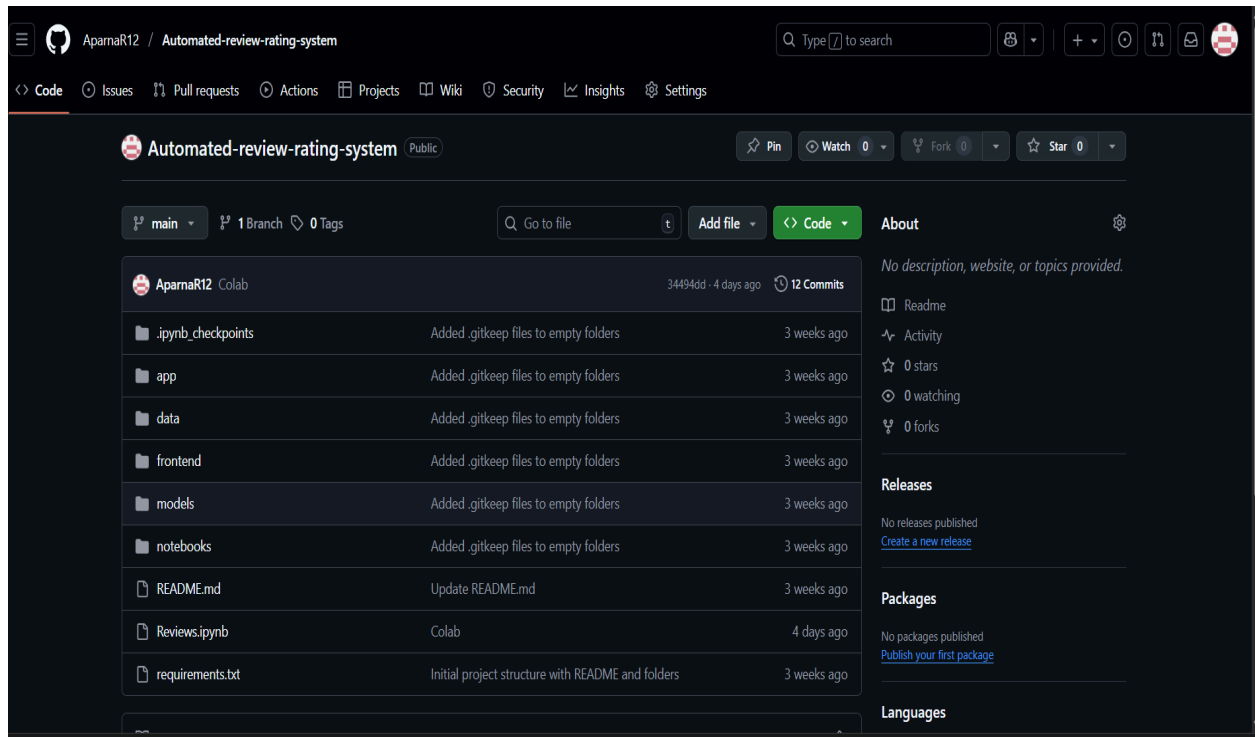 AparnaR12 / Automated-review-rating-system
Type / to search
Code Issues Pull requests Actions Projects Wiki Security Insights Settings
Automated-review-rating-system Public
Pin Watch 0 Fork 0 Star 0
main 1 Branch 0 Tags
Go to file t Add file Code
AparnaR12 Colab 34494dd · 4 days ago 12 Commits
.ipynb_checkpoints Added .gitkeep files to empty folders 3 weeks ago
app Added .gitkeep files to empty folders 3 weeks ago
data Added .gitkeep files to empty folders 3 weeks ago
frontend Added .gitkeep files to empty folders 3 weeks ago
models Added .gitkeep files to empty folders 3 weeks ago
notebooks Added .gitkeep files to empty folders 3 weeks ago
README.md Update README.md 3 weeks ago
Reviews.ipynb Colab 4 days ago
requirements.txt Initial project structure with README and folders 3 weeks ago
About
No description, website, or topics provided.
Readme
Activity
0 stars
0 watching
0 forks
Releases
No releases published
Create a new release
Packages
No packages published
Publish your first package
Languages